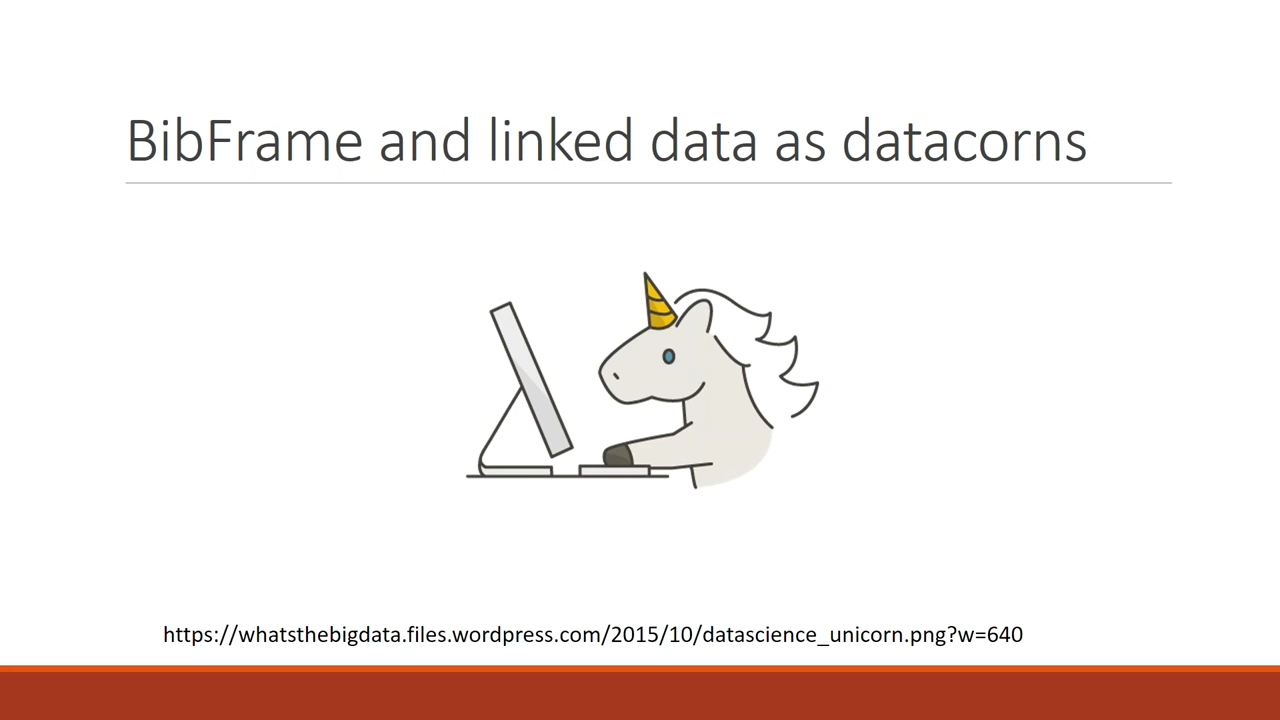 BibFrame and linked data as datacorns
https://whatsthebigdata.files.wordpress.com/2015/10/datascience_unicorn.png?w=640